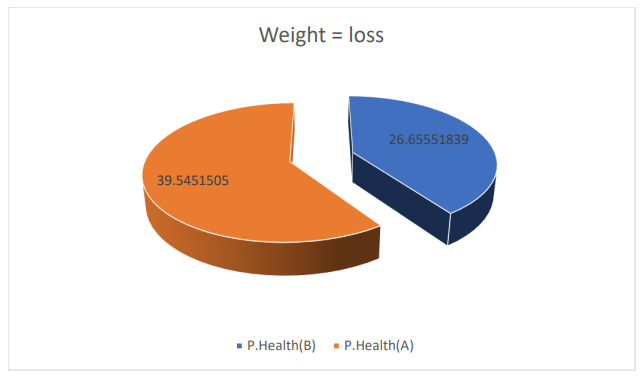 Weight = loss
26.65551839
39.5451505
P.Health(B) P.Health(A)